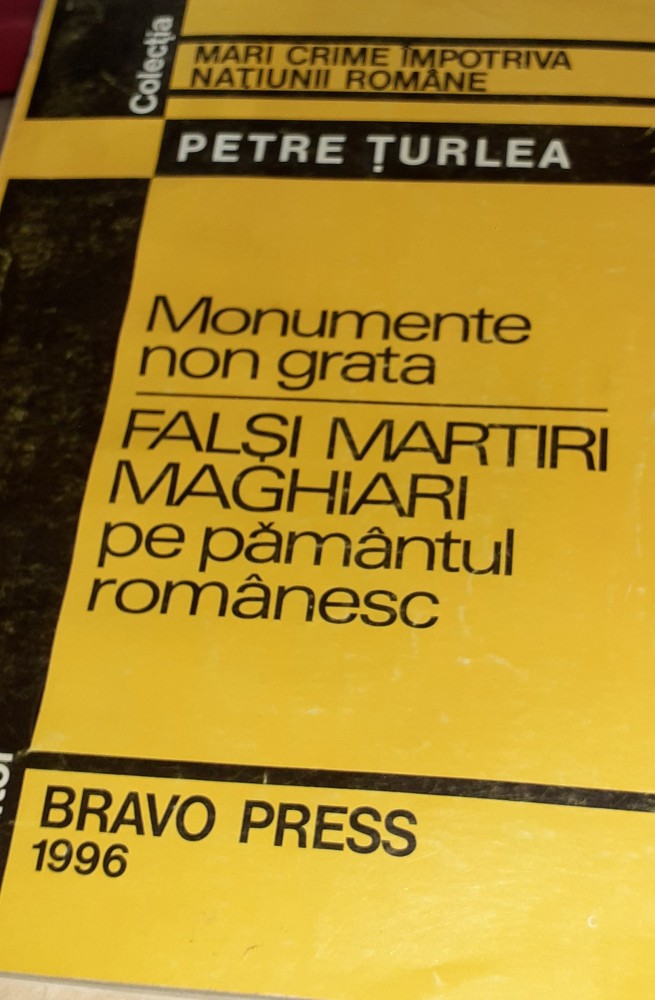 Colecția
MARI CRIME ÎMPOTRIVA
NAȚIUNII ROMÂNE
PETRE ȚURLEA
Monumente
non grata
FALȘI MARTIRI
MAGHIARI
pe pământul
românesc
BRAVO PRESS
1996